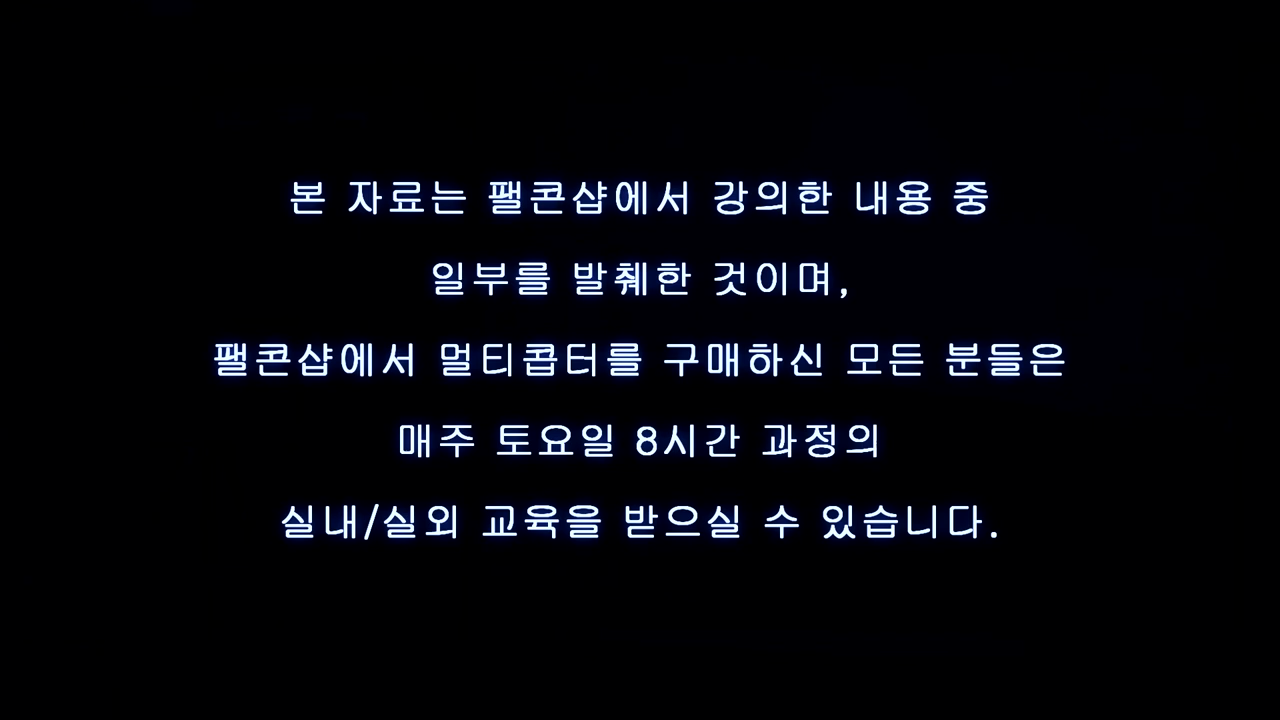 본 자료는 팰콘샵에서 강의한 내용 중
일부를 발췌한 것이며,
팰콘샵에서 멀티콥터를 구매하신 모든 분들은
매주 토요일 8시간 과정의
실내/실외 교육을 받으실 수 있습니다.